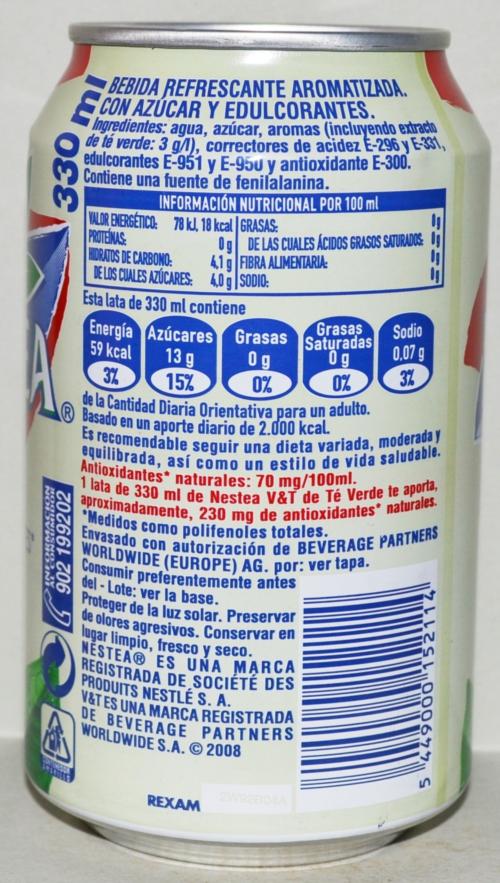 330 ml
BEBIDA REFRESCANTE AROMATIZADA.
CON AZÚCAR Y EDULCORANTES.
Ingredientes: agua, azúcar, aromas (incluyendo extracto
de té verde: 3 g/l), correctores de acidez E-296 y E-331,
edulcorantes E-951 y E-950 y antioxidante E-300.
Contiene una fuente de fenilalanina.
INFORMACIÓN NUTRICIONAL POR 100 ml
VALOR ENERGÉTICO: 78 kJ, 18 kcal
PROTEÍNAS: 0 g
HIDRATOS DE CARBONO: 4,1 g
DE LOS CUALES AZÚCARES: 4,0 g
GRASAS:
DE LAS CUALES ÁCIDOS GRASOS SATURADOS:
FIBRA ALIMENTARIA:
SODIO:
Esta lata de 330 ml contiene
Energía 59 kcal 3%
Azúcares 13 g 15%
Grasas 0 g 0%
Grasas Saturadas 0 g 0%
Sodio 0,07 g 3%
de la Cantidad Diaria Orientativa para un adulto.
Basado en un aporte diario de 2.000 kcal.
Es recomendable seguir una dieta variada, moderada y
equilibrada, así como un estilo de vida saludable.
Antioxidantes* naturales: 70 mg/100ml.
1 lata de 330 ml de Nestea V&T de Té Verde te aporta,
aproximadamente, 230 mg de antioxidantes* naturales.
*Medidos como polifenoles totales.
Envasado con autorización de BEVERAGE PARTNERS
WORLDWIDE (EUROPE) AG. por: ver tapa.
Consumir preferentemente antes
del - Lote: ver la base.
Proteger de la luz solar. Preservar
de olores agresivos. Conservar en
lugar limpio, fresco y seco.
NESTEA® ES UNA MARCA
REGISTRADA DE SOCIÉTÉ DES
PRODUITS NESTLÉ S. A.
V&T ES UNA MARCA REGISTRADA
DE BEVERAGE PARTNERS
WORLDWIDE S.A. © 2008
INFORMACION
AL CONSUMIDOR
902 199202
A®
5 449000 152114
REXAM